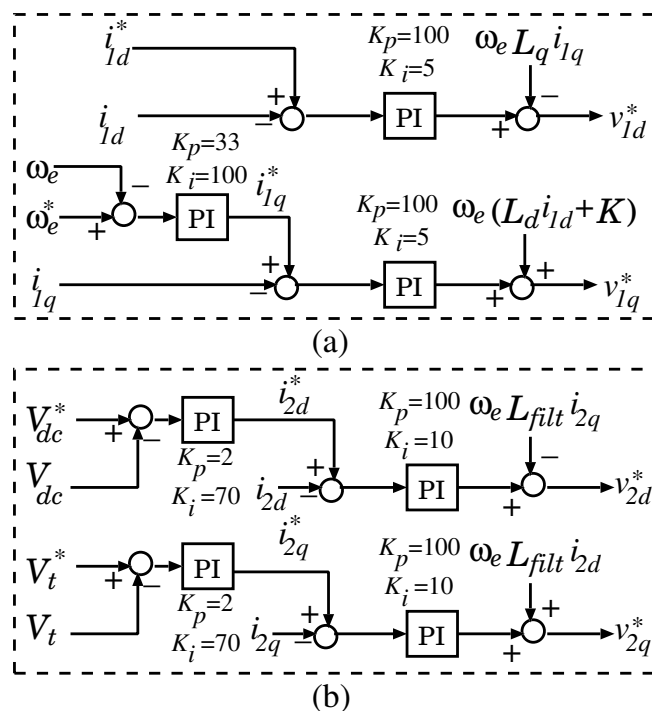 i*1d Kp=100 ωe Lq i1q
Ki=5
+ −
i1d − PI + v*1d
Kp=33
ωe − Ki=100 i*1q
ω*e + PI Kp=100 ωe(Ld i1d+K)
Ki=5
+ +
i1q − PI + v*1q
(a)
i*2d
V*dc + − PI Kp=100 ωe Lfilt i2q
Kp=2 Ki=10
+ −
Vdc Ki=70 i2d − PI + v*2d
i*2q
V*t + − PI Kp=100 ωe Lfilt i2d
Kp=2 Ki=10
+ +
Vt Ki=70 i2q − PI + v*2q
(b)